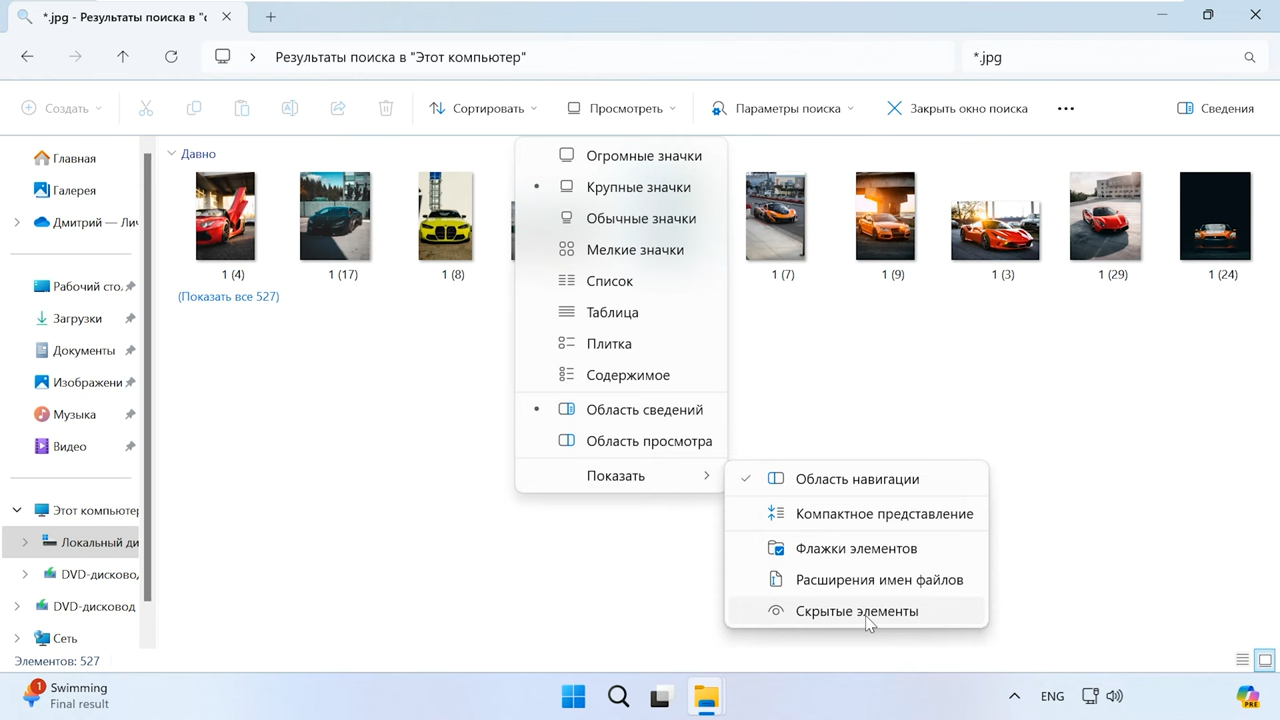 *.jpg - Результаты поиска в "с
Результаты поиска в "Этот компьютер"
*.jpg
Создать
Сортировать
Просмотреть
Параметры поиска
Закрыть окно поиска
Сведения
Главная
Галерея
Дмитрий — Лич
Рабочий сто.
Загрузки
Документы
Изображени
Музыка
Видео
Этот компьютер
Локальный ди
DVD-дисковод
DVD-дисковод
Сеть
Давно
1 (4)
1 (17)
1 (8)
1 (7)
1 (9)
1 (3)
1 (29)
1 (24)
(Показать все 527)
Огромные значки
Крупные значки
Обычные значки
Мелкие значки
Список
Таблица
Плитка
Содержимое
Область сведений
Область просмотра
Показать
Область навигации
Компактное представление
Флажки элементов
Расширения имен файлов
Скрытые элементы
Элементов: 527
1
Swimming
Final result
ENG
PRE